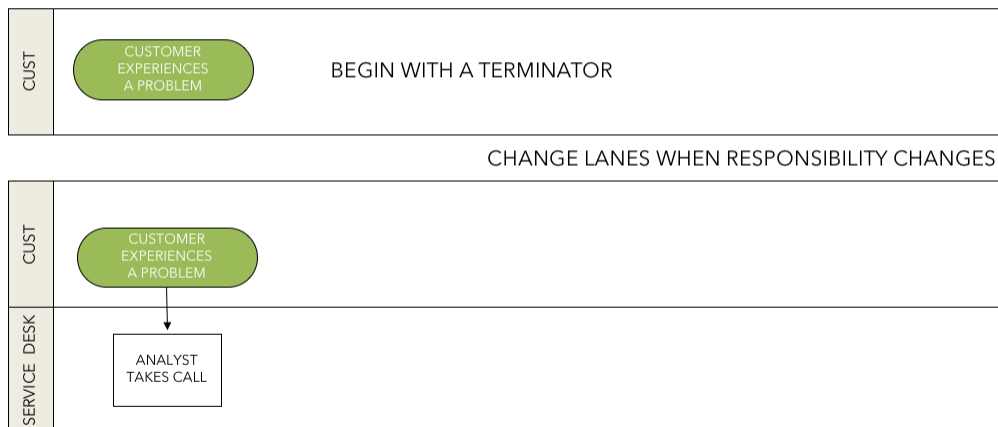 CUST
CUSTOMER
EXPERIENCES
A PROBLEM
BEGIN WITH A TERMINATOR
CHANGE LANES WHEN RESPONSIBILITY CHANGES
CUST
CUSTOMER
EXPERIENCES
A PROBLEM
SERVICE DESK
ANALYST
TAKES CALL